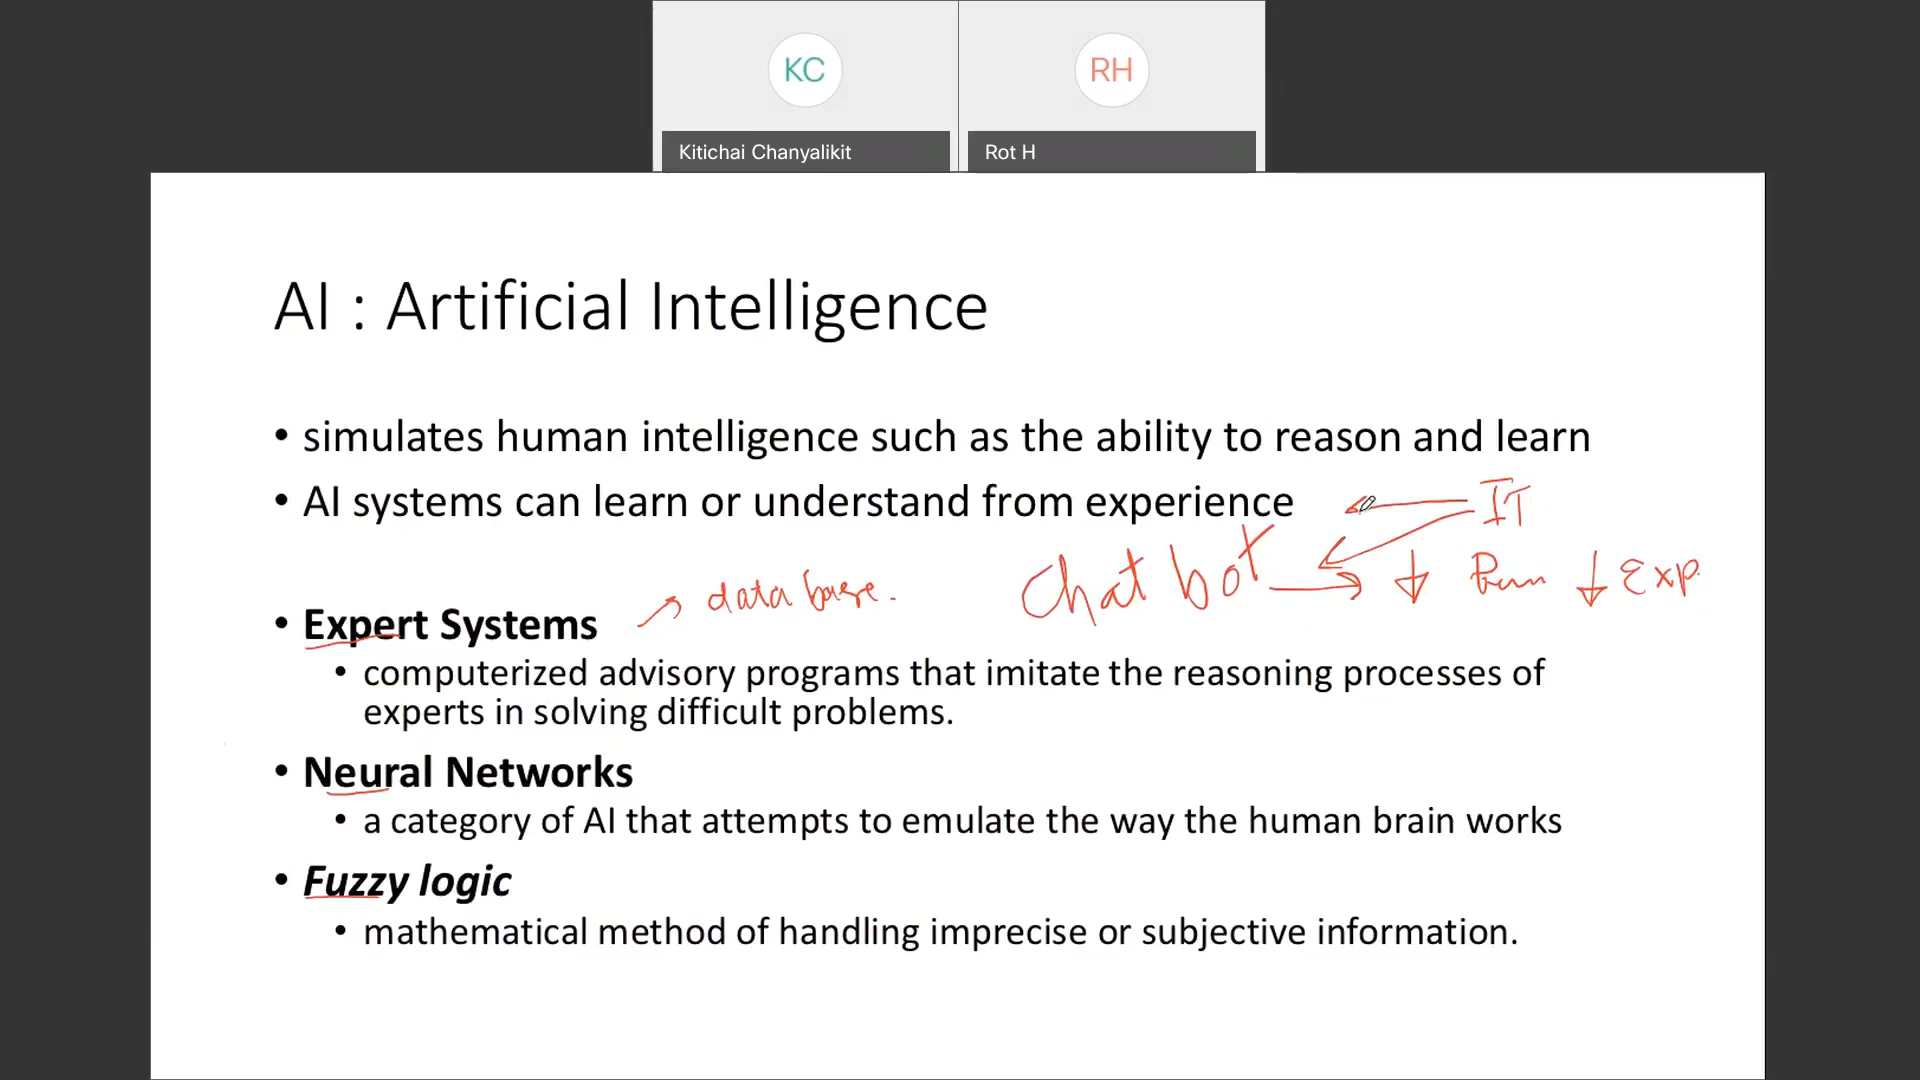 KC
RH
Kitichai Chanyalikit
Rot H
AI : Artificial Intelligence
• simulates human intelligence such as the ability to reason and learn
• AI systems can learn or understand from experience
IT
Chat bot
↓ ↓ Exp.
data base.
• Expert Systems
• computerized advisory programs that imitate the reasoning processes of
experts in solving difficult problems.
• Neural Networks
• a category of AI that attempts to emulate the way the human brain works
• Fuzzy logic
• mathematical method of handling imprecise or subjective information.